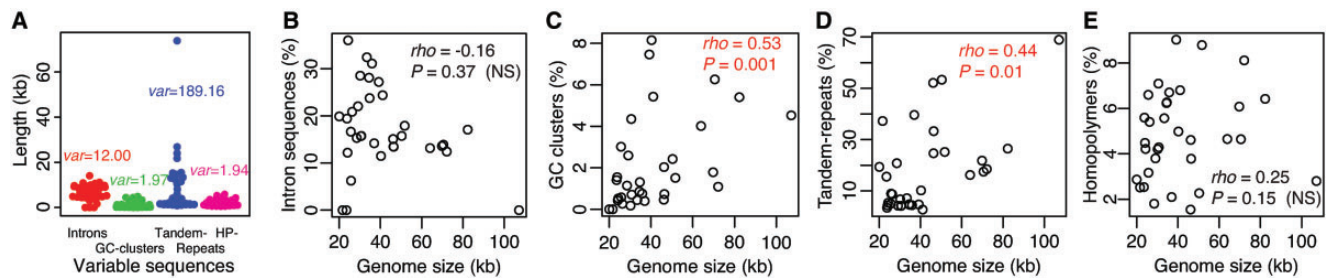 A
Length (kb)
60
40
20
0
var=189.16
var=12.00
var=1.97
var=1.94
Introns
GC-clusters
Tandem-
Repeats
HP-
Variable sequences
B
Intron sequences (%)
30
20
10
0
rho = -0.16
P = 0.37 (NS)
20 40 60 80 100
Genome size (kb)
C
GC clusters (%)
8
6
4
2
0
rho = 0.53
P = 0.001
20 40 60 80 100
Genome size (kb)
D
Tandem-repeats (%)
70
50
30
10
rho = 0.44
P = 0.01
20 40 60 80 100
Genome size (kb)
E
Homopolymers (%)
8
6
4
2
rho = 0.25
P = 0.15 (NS)
20 40 60 80 100
Genome size (kb)